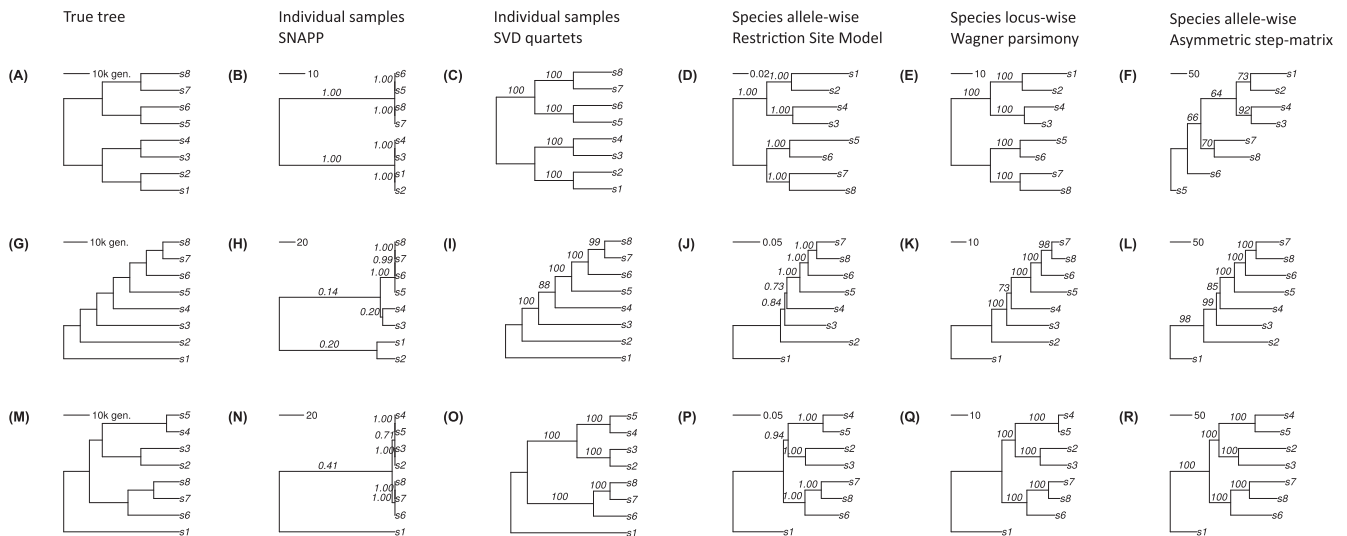 True tree
Individual samples
SNAPP
Individual samples
SVD quartets
Species allele-wise
Restriction Site Model
Species locus-wise
Wagner parsimony
Species allele-wise
Asymmetric step-matrix
(A)
10k gen.
s8
s7
s6
s5
s4
s3
s2
s1
(B)
10
1.00
1.00
1.00
1.00
1.00
1.00
s6
s5
s8
s7
s4
s3
s1
s2
(C)
100
100
100
100
100
s8
s7
s6
s5
s4
s3
s2
s1
(D)
0.02
1.00
1.00
1.00
1.00
1.00
s1
s2
s4
s3
s5
s6
s7
s8
(E)
10
100
100
100
100
100
s1
s2
s4
s3
s5
s6
s7
s8
(F)
50
73
64
92
66
70
s1
s2
s4
s3
s7
s8
s6
s5
(G)
10k gen.
s8
s7
s6
s5
s4
s3
s2
s1
(H)
20
1.00
0.99
1.00
0.14
0.20
0.20
s8
s7
s6
s5
s4
s3
s1
s2
(I)
99
100
100
88
100
s8
s7
s6
s5
s4
s3
s2
s1
(J)
0.05
1.00
1.00
1.00
0.73
0.84
s7
s8
s6
s5
s4
s3
s2
s1
(K)
10
98
100
100
73
100
s7
s8
s6
s5
s4
s3
s2
s1
(L)
50
100
100
100
85
99
98
s7
s8
s6
s5
s4
s3
s2
s1
(M)
10k gen.
s5
s4
s3
s2
s8
s7
s6
s1
(N)
20
1.00
0.71
1.00
0.41
1.00
1.00
s4
s5
s3
s2
s8
s7
s6
s1
(O)
100
100
100
100
100
s5
s4
s3
s2
s8
s7
s6
s1
(P)
0.05
1.00
0.94
1.00
1.00
1.00
s4
s5
s2
s3
s7
s8
s6
s1
(Q)
10
100
100
100
100
100
s4
s5
s2
s3
s7
s8
s6
s1
(R)
50
100
100
100
100
100
100
s4
s5
s2
s3
s7
s8
s6
s1